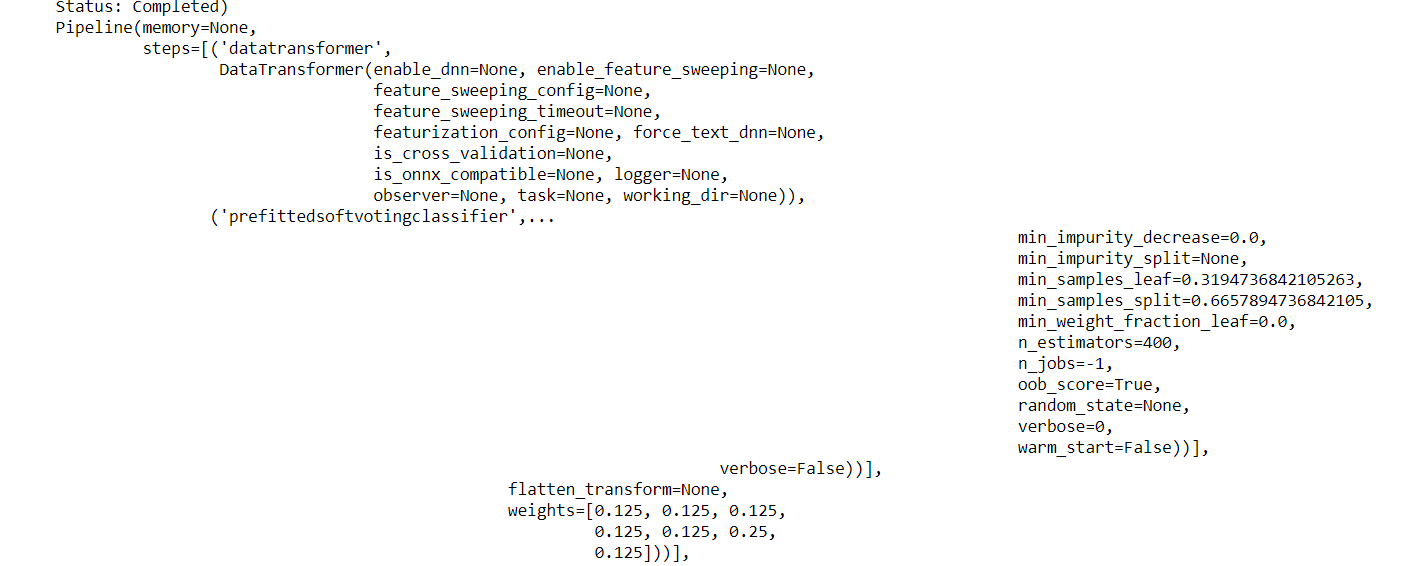 Status: Completed)
Pipeline(memory=None,
steps=[('datatransformer',
DataTransformer(enable_dnn=None, enable_feature_sweeping=None,
feature_sweeping_config=None,
feature_sweeping_timeout=None,
featurization_config=None, force_text_dnn=None,
is_cross_validation=None,
is_onnx_compatible=None, logger=None,
observer=None, task=None, working_dir=None)),
('prefittedsoftvotingclassifier',...
min_impurity_decrease=0.0,
min_impurity_split=None,
min_samples_leaf=0.3194736842105263,
min_samples_split=0.6657894736842105,
min_weight_fraction_leaf=0.0,
n_estimators=400,
n_jobs=-1,
oob_score=True,
random_state=None,
verbose=0,
warm_start=False))],
verbose=False))],
flatten_transform=None,
weights=[0.125, 0.125, 0.125,
0.125, 0.125, 0.25,
0.125]))],